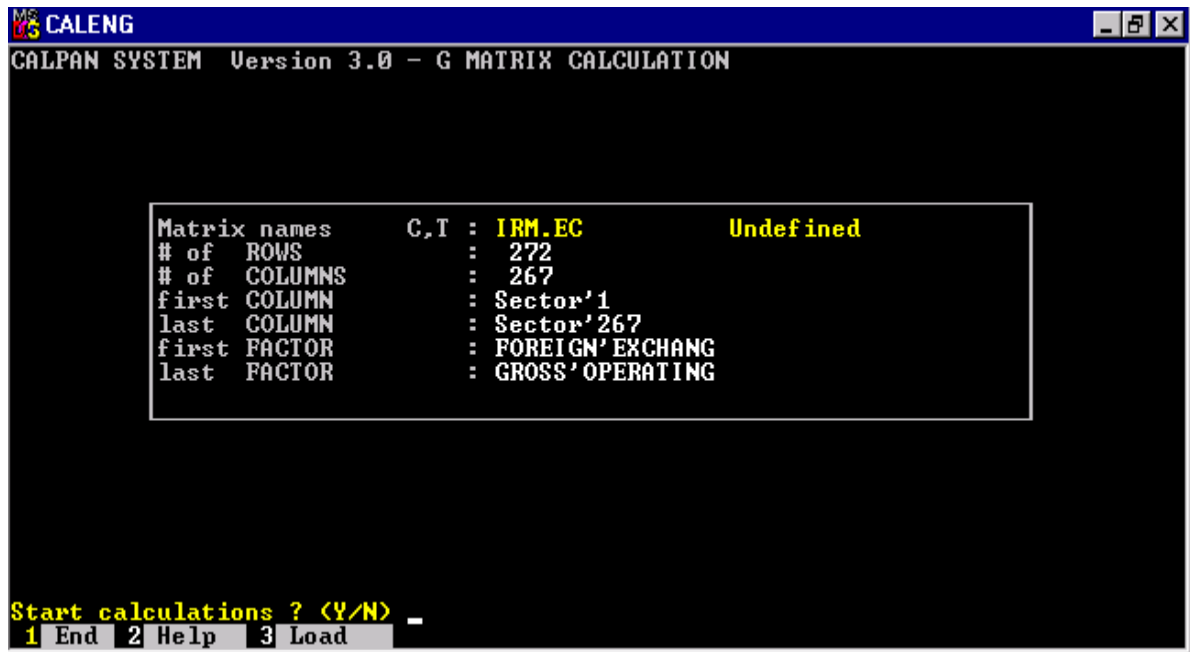 CALENG
CALPAN SYSTEM Version 3.0 - G MATRIX CALCULATION
Matrix names C,T : IRM.EC Undefined
# of ROWS : 272
# of COLUMNS : 267
first COLUMN : Sector'1
last COLUMN : Sector'267
first FACTOR : FOREIGN'EXCHANG
last FACTOR : GROSS'OPERATING
Start calculations ? (Y/N) _
1 End 2 Help 3 Load